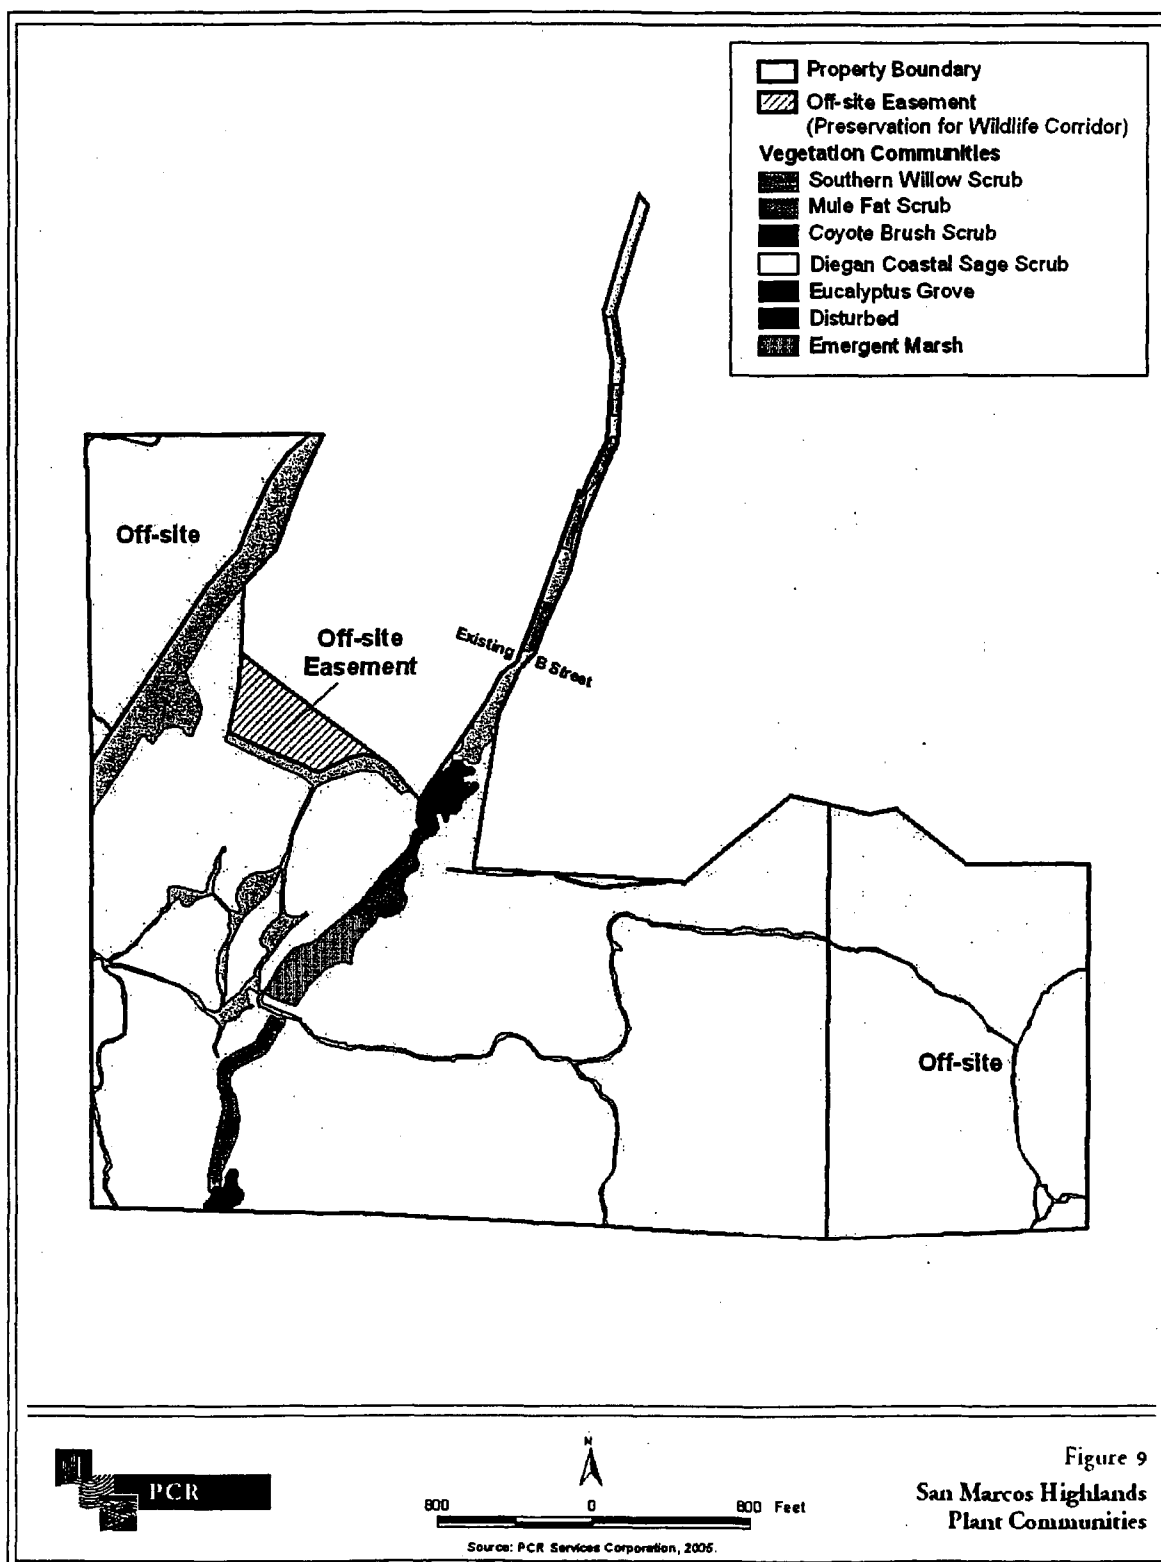 Property Boundary
Off-site Easement
(Preservation for Wildlife Corridor)
Vegetation Communities
Southern Willow Scrub
Mule Fat Scrub
Coyote Brush Scrub
Diegan Coastal Sage Scrub
Eucalyptus Grove
Disturbed
Emergent Marsh
Off-site
Off-site
Easement
Existing
B Street
Off-site
PCR
N
800 0 800 Feet
Source: PCR Services Corporation, 2005.
Figure 9
San Marcos Highlands
Plant Communities